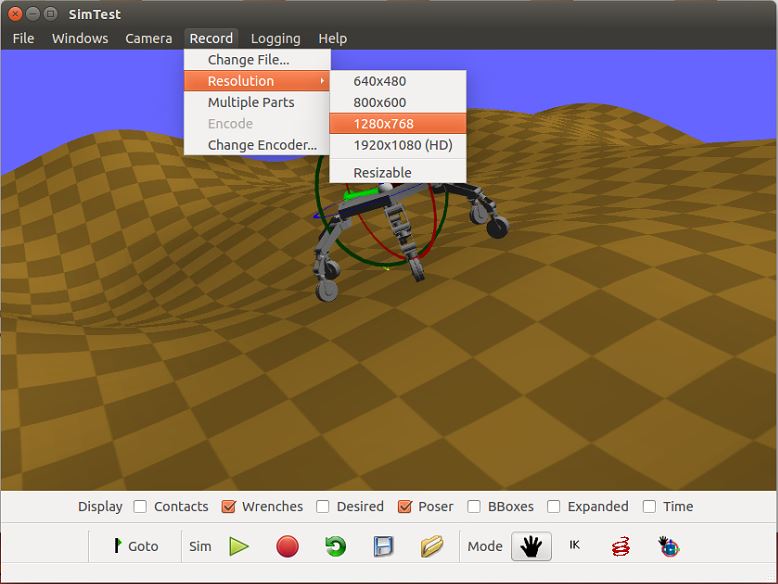 SimTest
File Windows Camera Record Logging Help
Change File...
Resolution
Multiple Parts
Encode
Change Encoder...
640x480
800x600
1280x768
1920x1080 (HD)
Resizable
Display Contacts Wrenches Desired Poser BBoxes Expanded Time
Goto Sim Mode IK